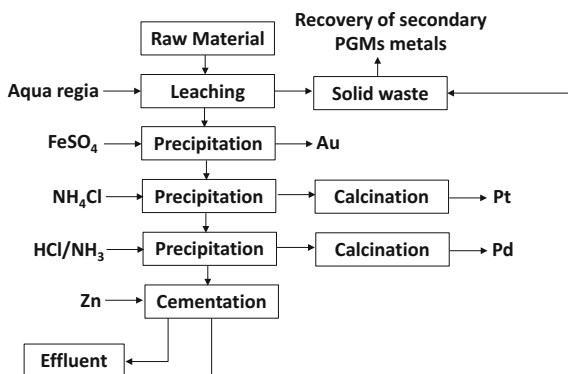 Recovery of secondary
PGMs metals
Raw Material
Aqua regia
Leaching
Solid waste
FeSO₄
Precipitation
Au
NH₄Cl
Precipitation
Calcination
Pt
HCl/NH₃
Precipitation
Calcination
Pd
Zn
Cementation
Effluent